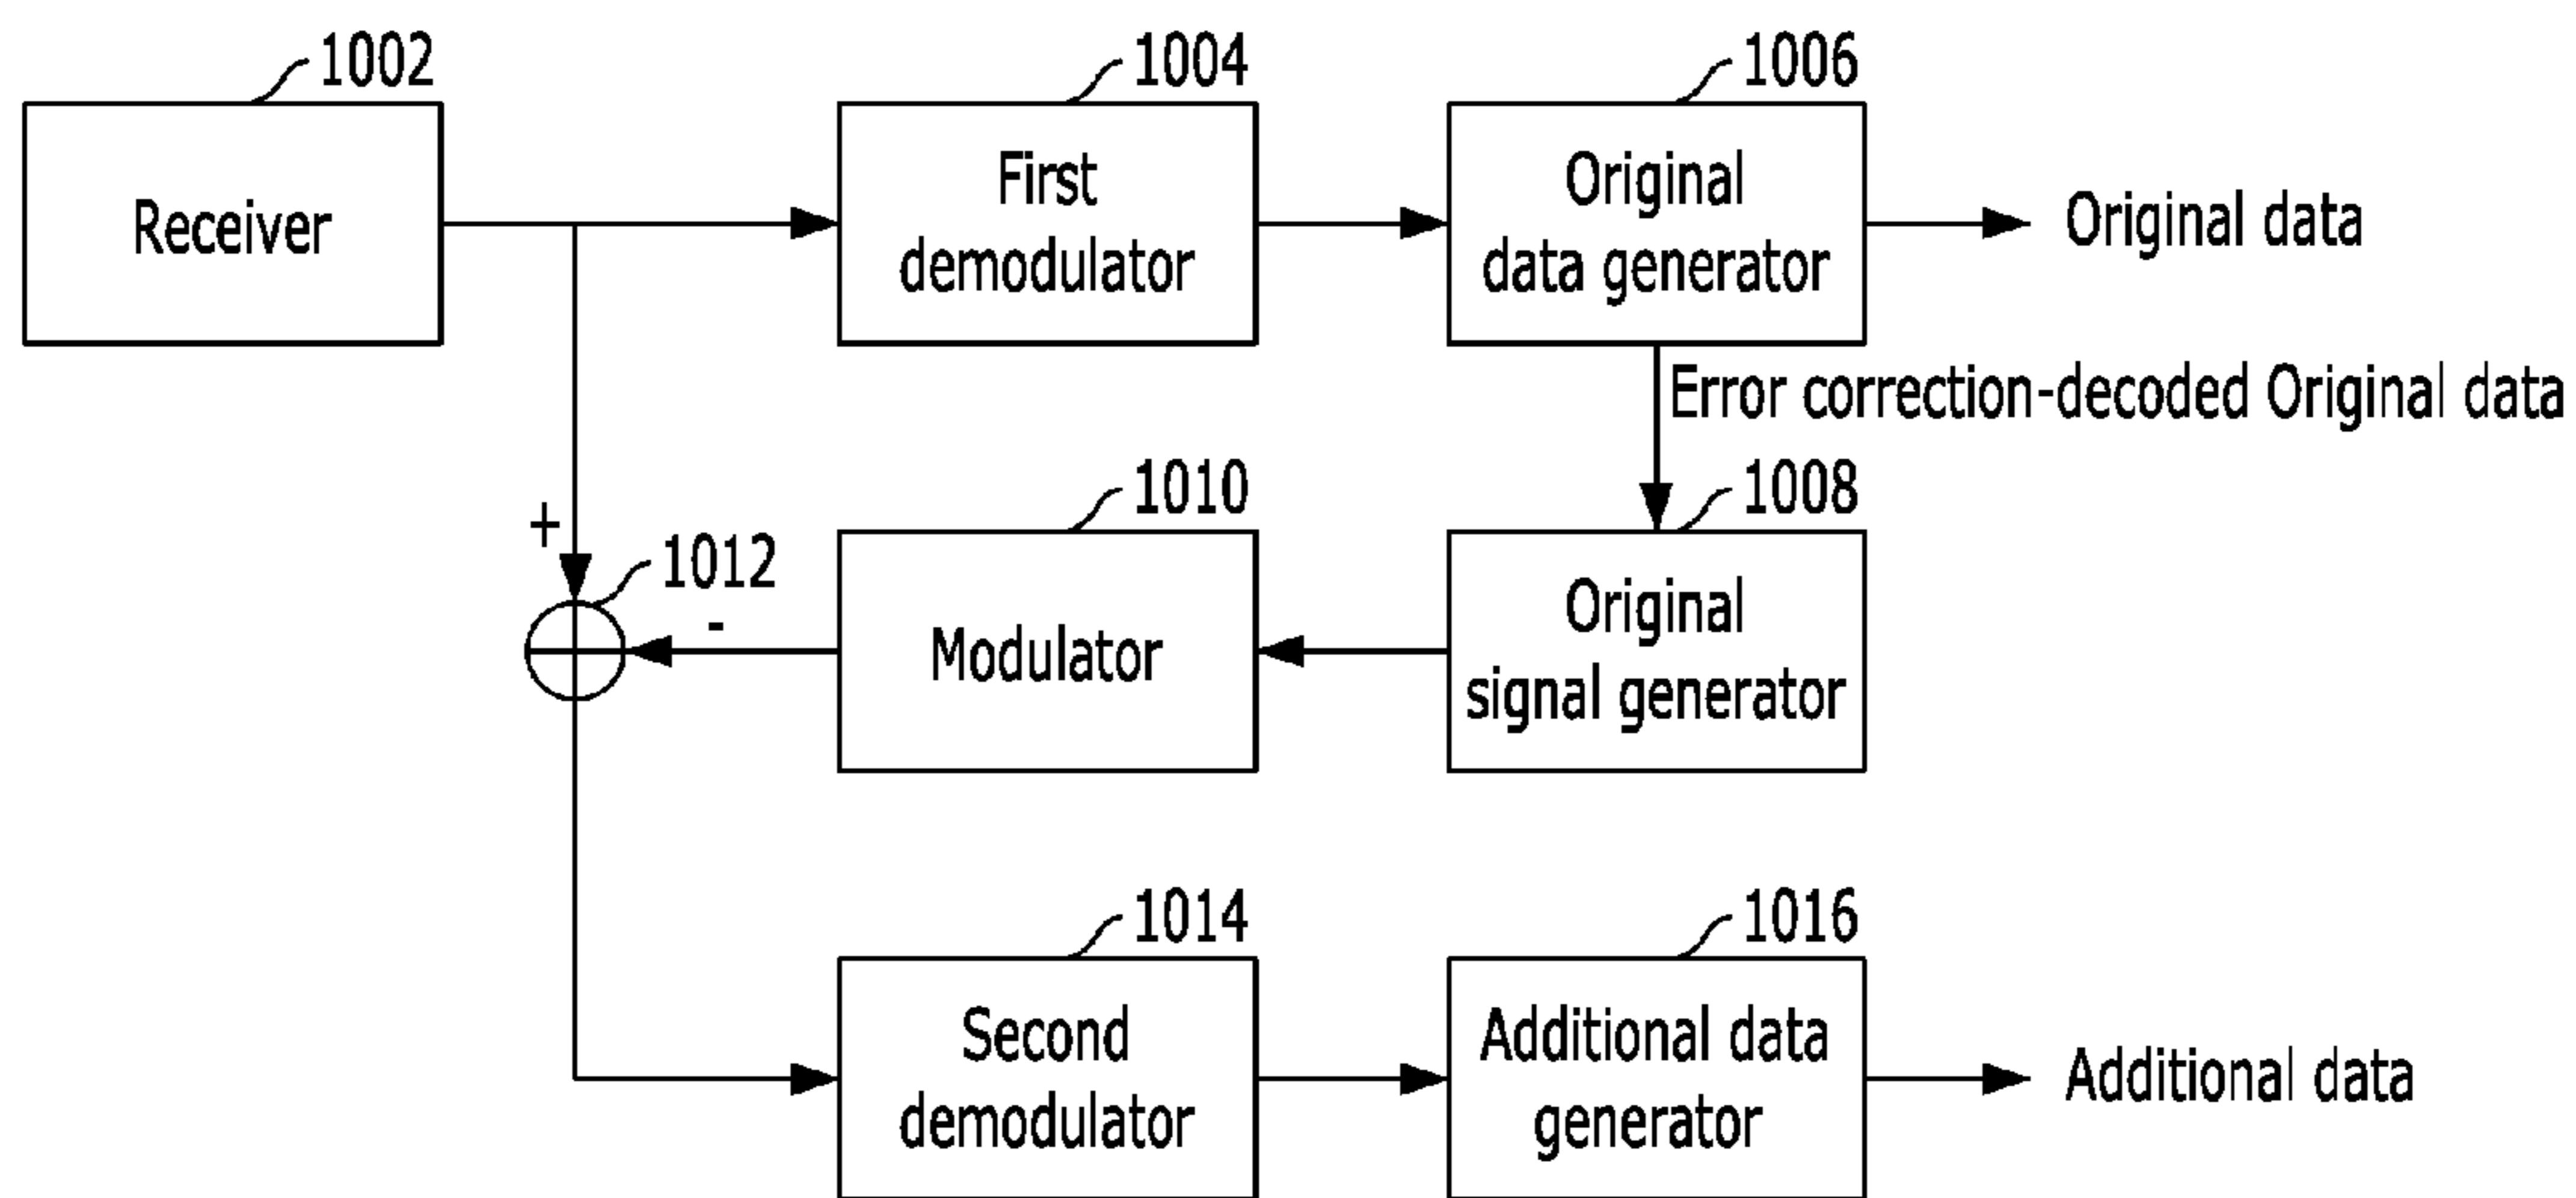 1002
1004
1006
Receiver
First
demodulator
Original
data generator
Original data
Error correction-decoded Original data
1010
1008
+
1012
-
Modulator
Original
signal generator
1014
1016
Second
demodulator
Additional data
generator
Additional data